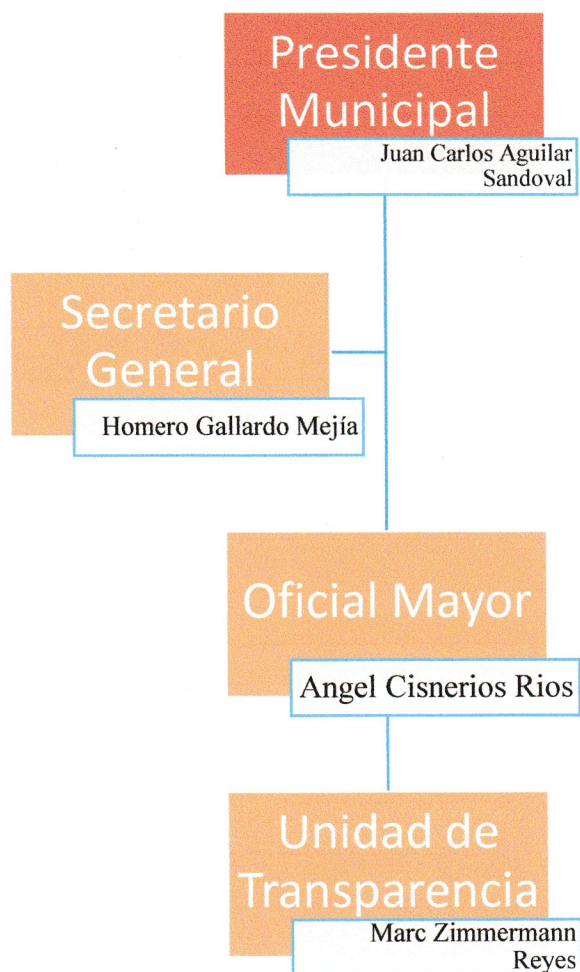 Presidente
Municipal
Juan Carlos Aguilar
Sandoval
Secretario
General
Homero Gallardo Mejía
Oficial Mayor
Angel Cisnerios Rios
Unidad de
Transparencia
Marc Zimmermann
Reyes